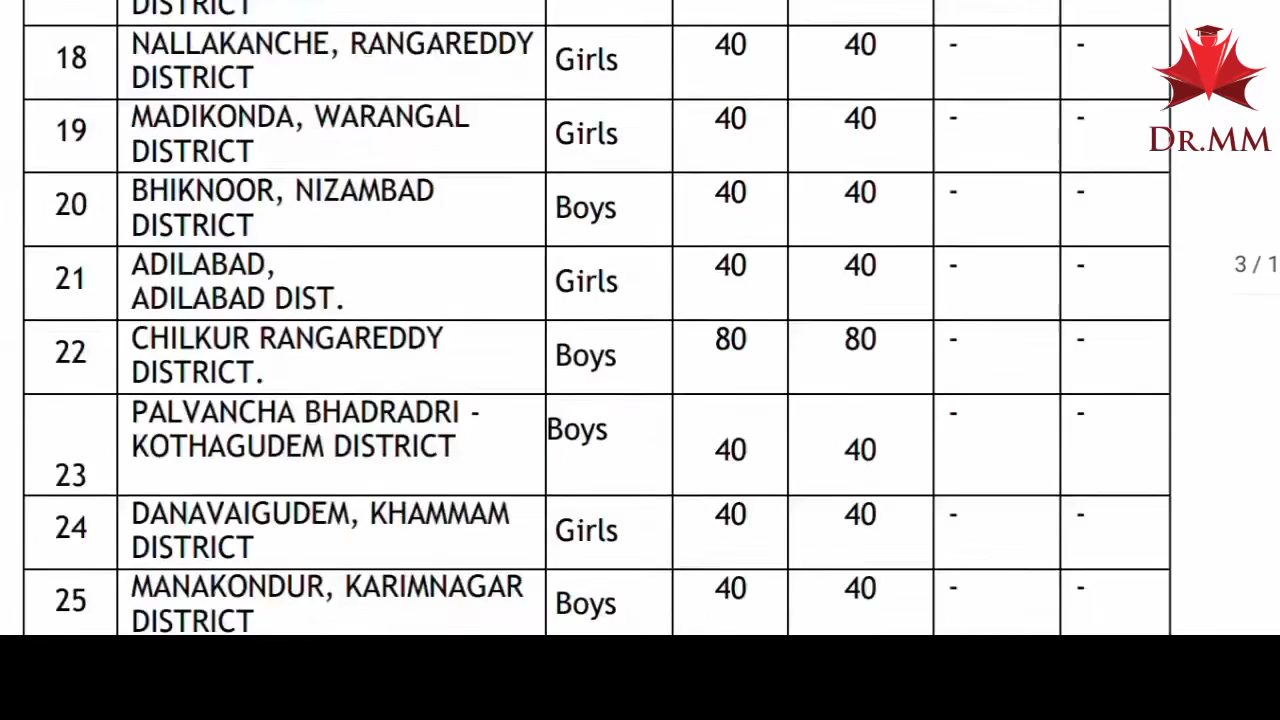 DISTRICT
18 NALLAKANCHE, RANGAREDDY DISTRICT Girls 40 40 - -
19 MADIKONDA, WARANGAL DISTRICT Girls 40 40 - -
20 BHIKNOOR, NIZAMBAD DISTRICT Boys 40 40 - -
21 ADILABAD, ADILABAD DIST. Girls 40 40 - -
22 CHILKUR RANGAREDDY DISTRICT. Boys 80 80 - -
23 PALVANCHA BHADRADRI - KOTHAGUDEM DISTRICT Boys 40 40 - -
24 DANAVAIGUDEM, KHAMMAM DISTRICT Girls 40 40 - -
25 MANAKONDUR, KARIMNAGAR DISTRICT Boys 40 40 - -
DR.MM
3 / 1